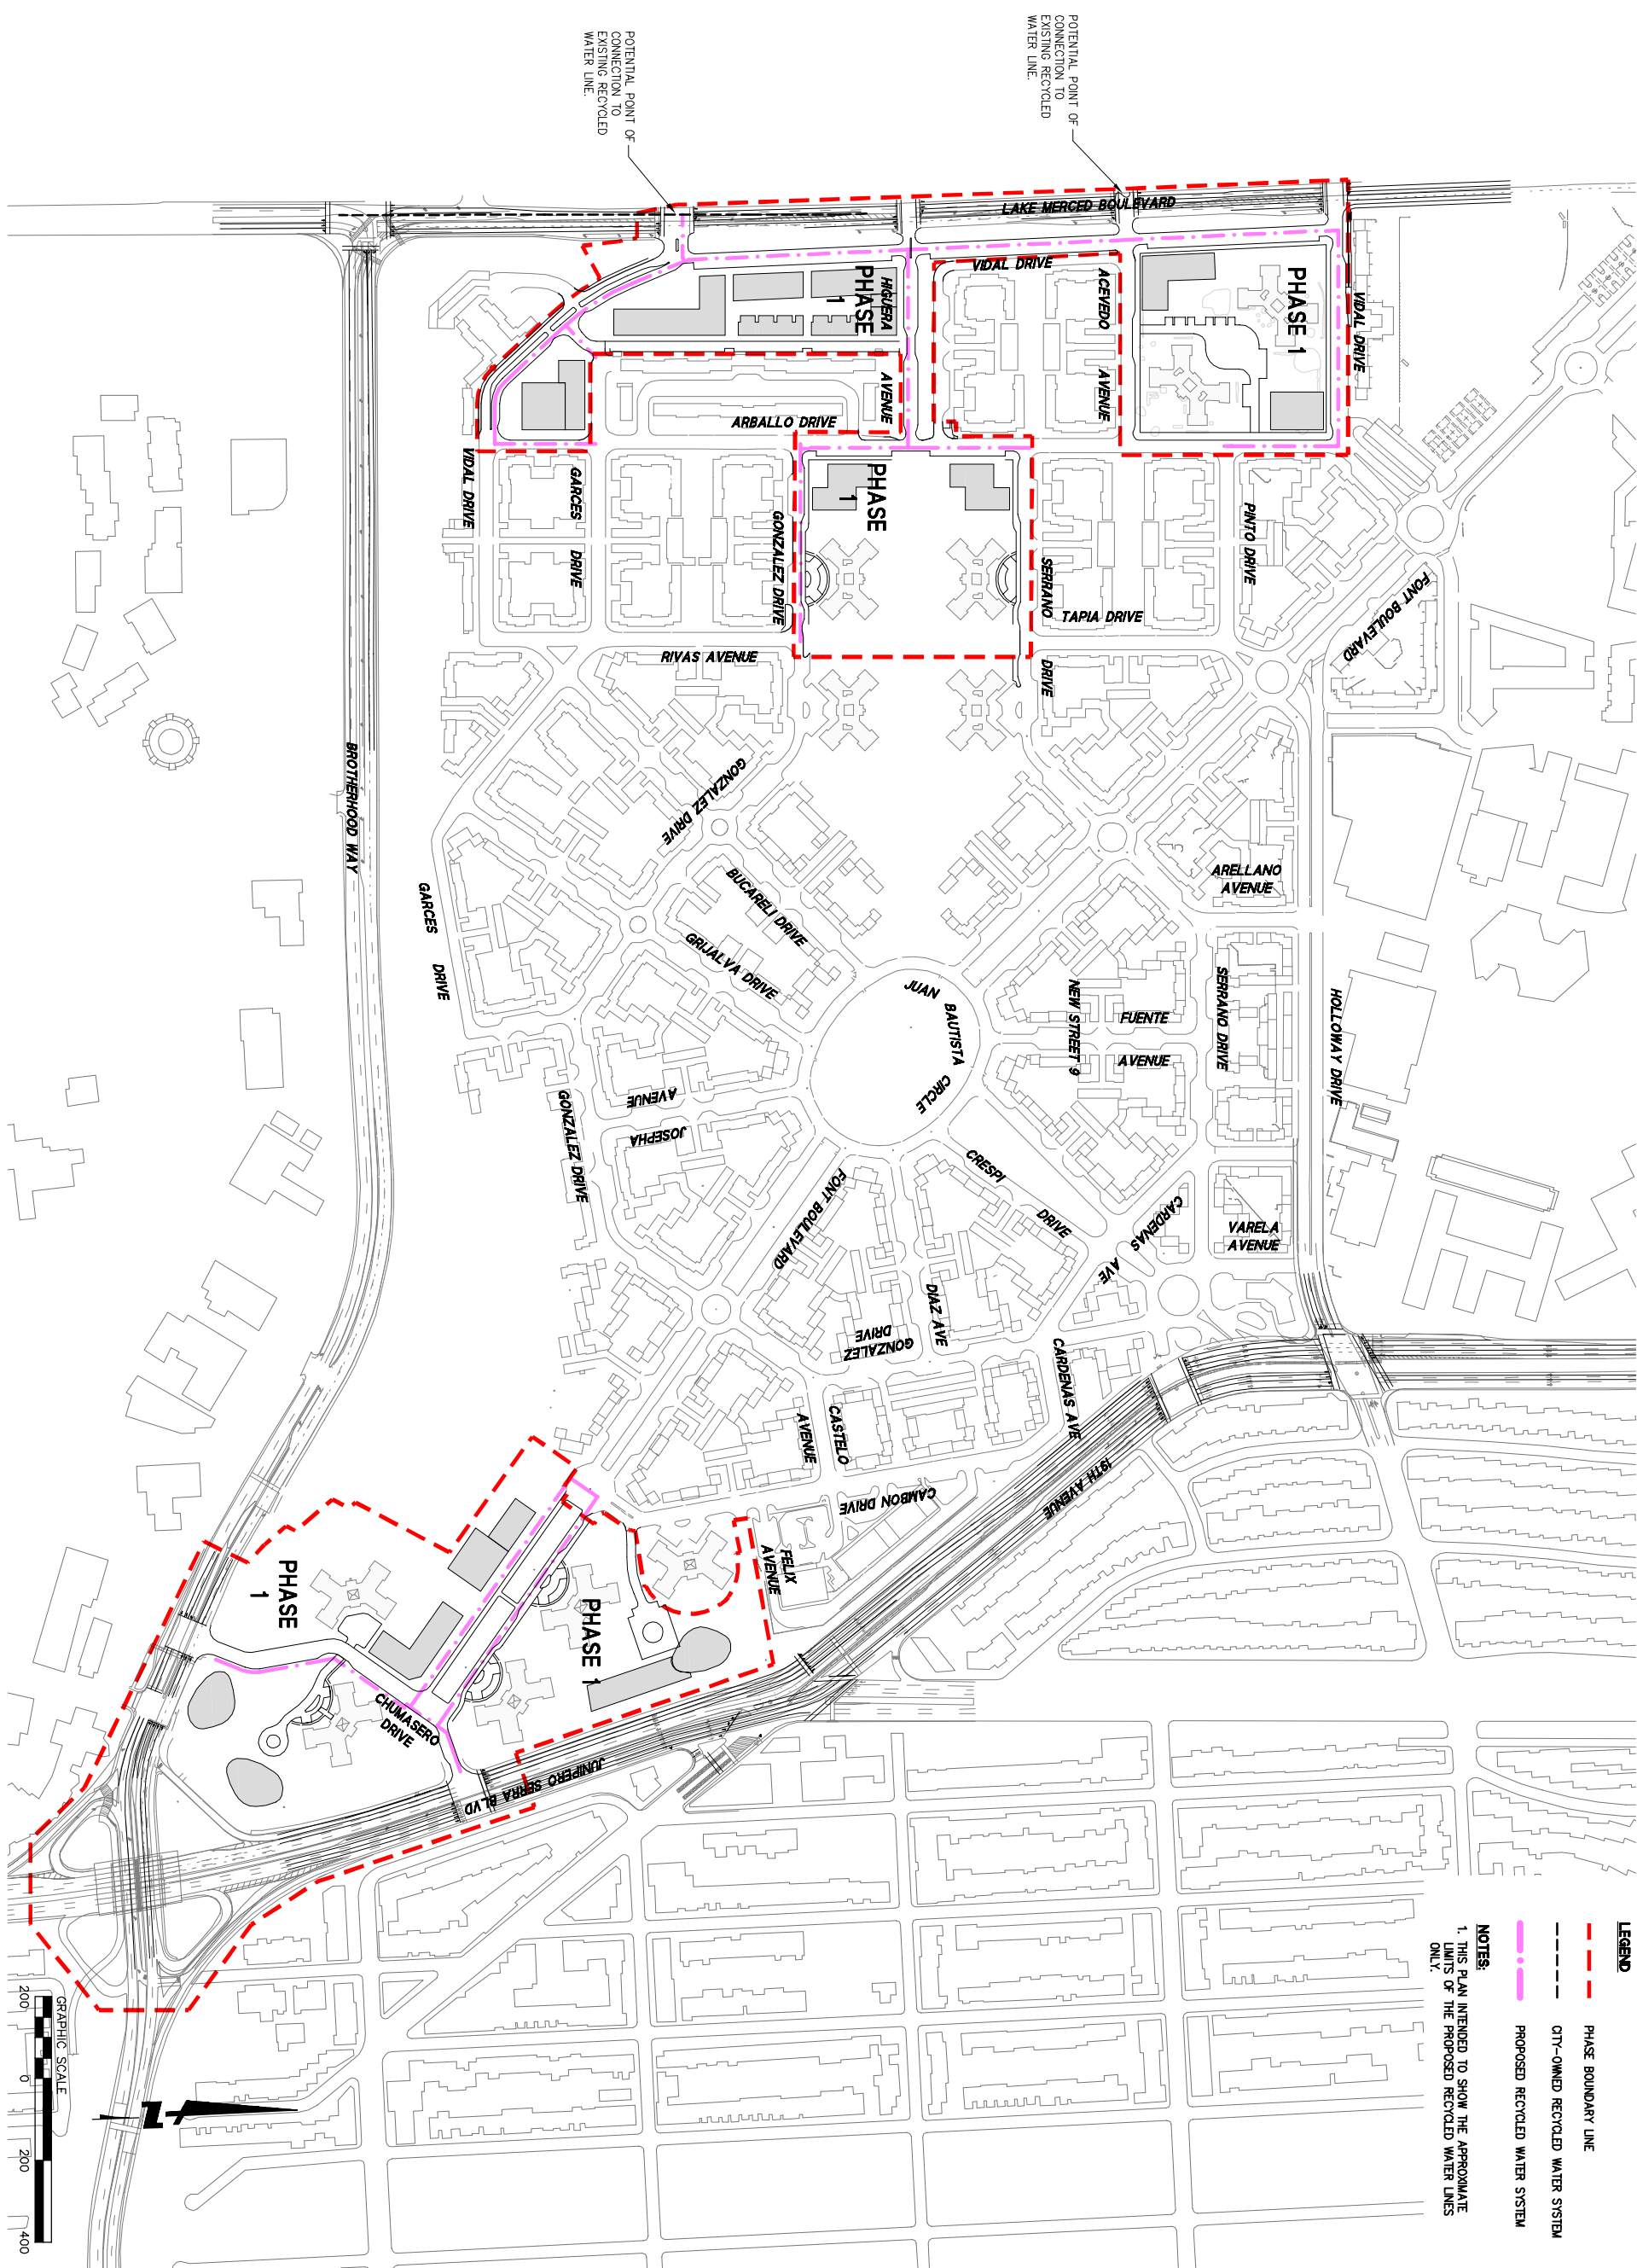 POTENTIAL POINT OF
CONNECTION TO
EXISTING RECYCLED
WATER LINE.
POTENTIAL POINT OF
CONNECTION TO
EXISTING RECYCLED
WATER LINE.
LAKE MERCED BOULEVARD
VIDAL DRIVE
ACEVEDO
AVENUE
PHASE 1
VIDAL DRIVE
HIGUERA
AVENUE
PHASE
1
ARBALLO DRIVE
VIDAL DRIVE
GARCES
DRIVE
GONZALEZ DRIVE
PHASE
1
SERRANO
DRIVE
TAPIA DRIVE
PINTO DRIVE
FONT BOULEVARD
RIVAS AVENUE
BROTHERHOOD WAY
GONZALEZ DRIVE
GARCES
DRIVE
BUCARELI DRIVE
GRIJALVA DRIVE
ARELLANO
AVENUE
JUAN
BAUTISTA
CIRCLE
NEW STREET 9
FUENTE
AVENUE
SERRANO DRIVE
HOLLOWAY DRIVE
GONZALEZ DRIVE
JOSEPHA
AVENUE
FONT BOULEVARD
CRESPI
DRIVE
CARDENAS
AVE
VARELA
AVENUE
DIAZ AVE
GONZALEZ
DRIVE
CARDENAS AVE
CASTELO
AVENUE
CAMBON DRIVE
19TH AVENUE
FELIX
AVENUE
PHASE
1
PHASE 1
CHUMASERO
DRIVE
JUNIPERO SERRA BLVD
LEGEND
PHASE BOUNDARY LINE
CITY-OWNED RECYCLED WATER SYSTEM
PROPOSED RECYCLED WATER SYSTEM
NOTES:
1. THIS PLAN INTENDED TO SHOW THE APPROXIMATE
LIMITS OF THE PROPOSED RECYCLED WATER LINES
ONLY.
GRAPHIC SCALE
200 0 200 400
N